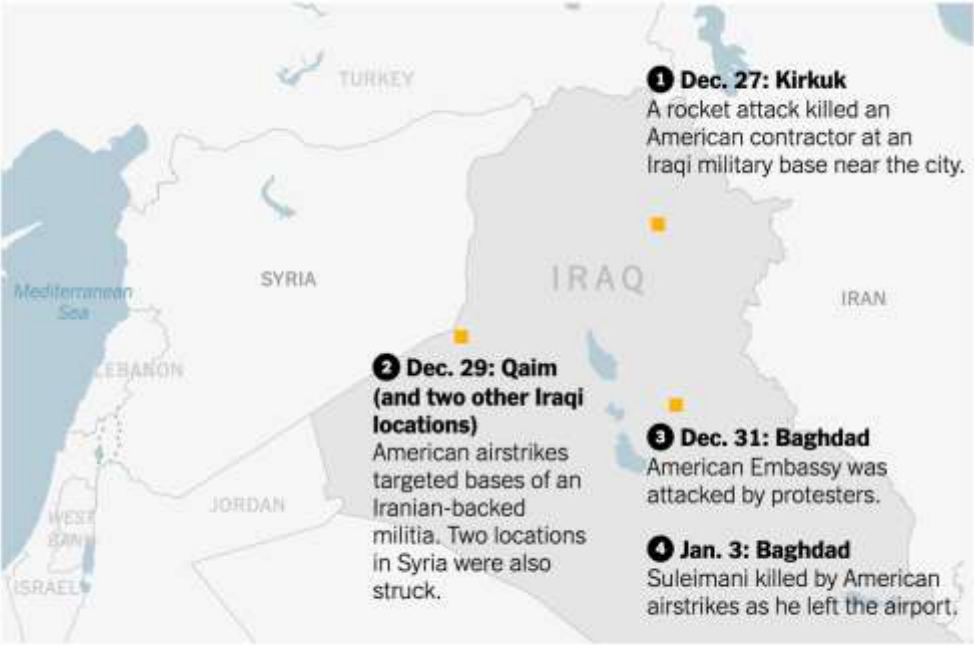 TURKEY
1 Dec. 27: Kirkuk
A rocket attack killed an
American contractor at an
Iraqi military base near the city.
SYRIA
IRAQ
IRAN
Mediterranean
Sea
LEBANON
2 Dec. 29: Qaim
(and two other Iraqi
locations)
American airstrikes
targeted bases of an
Iranian-backed
militia. Two locations
in Syria were also
struck.
3 Dec. 31: Baghdad
American Embassy was
attacked by protesters.
JORDAN
WEST
BANK
ISRAEL
4 Jan. 3: Baghdad
Suleimani killed by American
airstrikes as he left the airport.